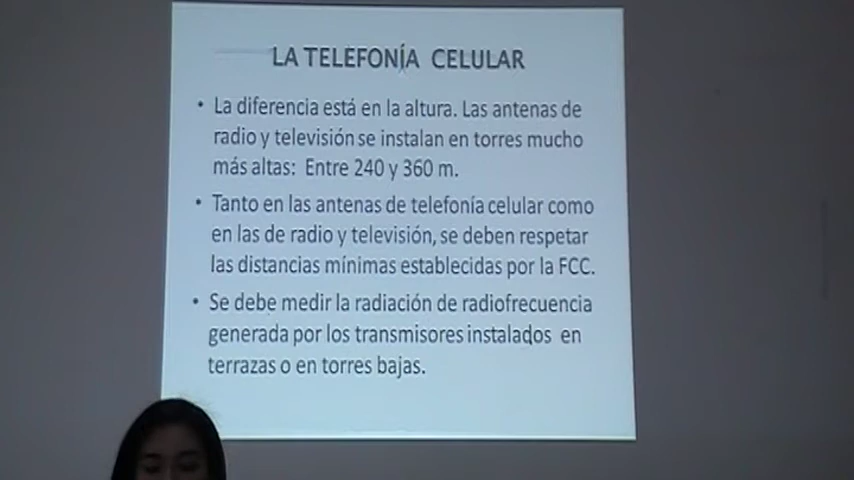 LA TELEFONÍA CELULAR
• La diferencia está en la altura. Las antenas de
radio y televisión se instalan en torres mucho
más altas: Entre 240 y 360 m.
• Tanto en las antenas de telefonía celular como
en las de radio y televisión, se deben respetar
las distancias mínimas establecidas por la FCC.
• Se debe medir la radiación de radiofrecuencia
generada por los transmisores instalados en
terrazas o en torres bajas.